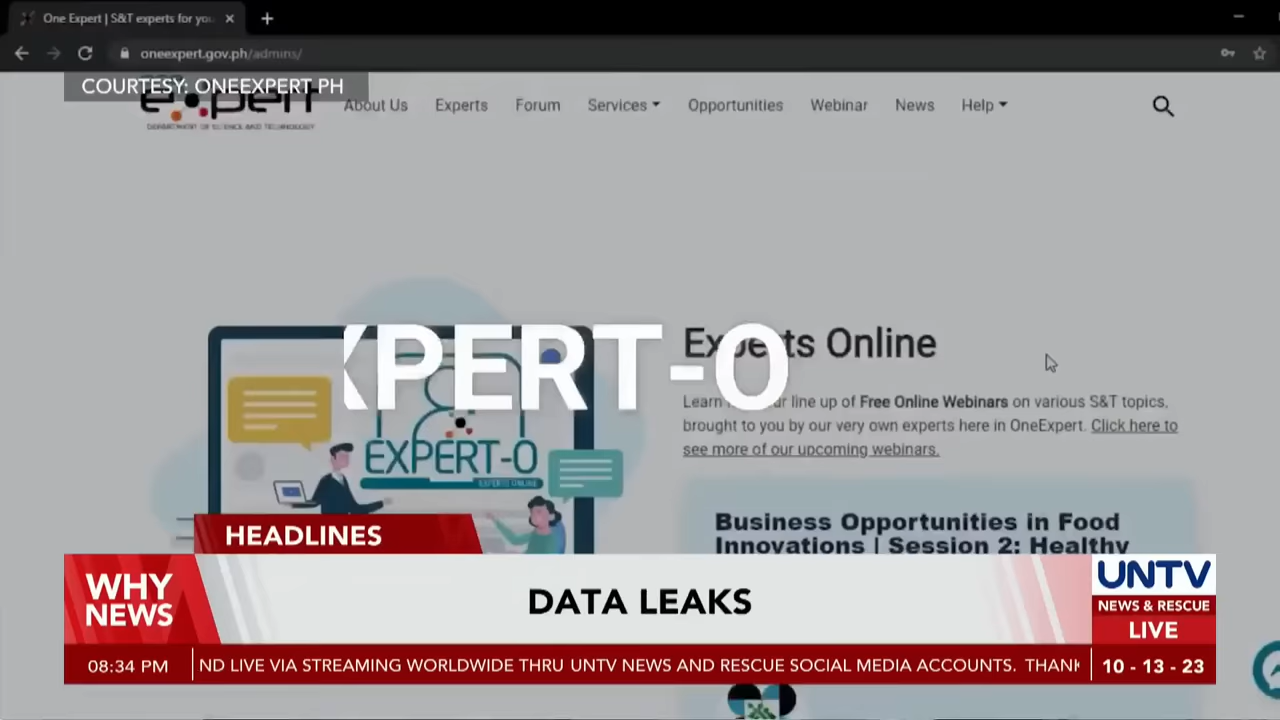 One Expert | S&T experts for you
oneexpert.gov.ph/admins/
COURTESY: ONEEXPERT PH
expert
DEPARTMENT OF SCIENCE AND TECHNOLOGY
About Us Experts Forum Services Opportunities Webinar News Help
XPERT-O
Experts Online
Learn our line up of Free Online Webinars on various S&T topics,
brought to you by our very own experts here in OneExpert. Click here to
see more of our upcoming webinars.
EXPERT-O
EXPERTS ONLINE
Business Opportunities in Food
Innovations | Session 2: Healthy
HEADLINES
WHY
NEWS
DATA LEAKS
UNTV
NEWS & RESCUE
LIVE
08:34 PM
ND LIVE VIA STREAMING WORLDWIDE THRU UNTV NEWS AND RESCUE SOCIAL MEDIA ACCOUNTS. THANK
10 - 13 - 23